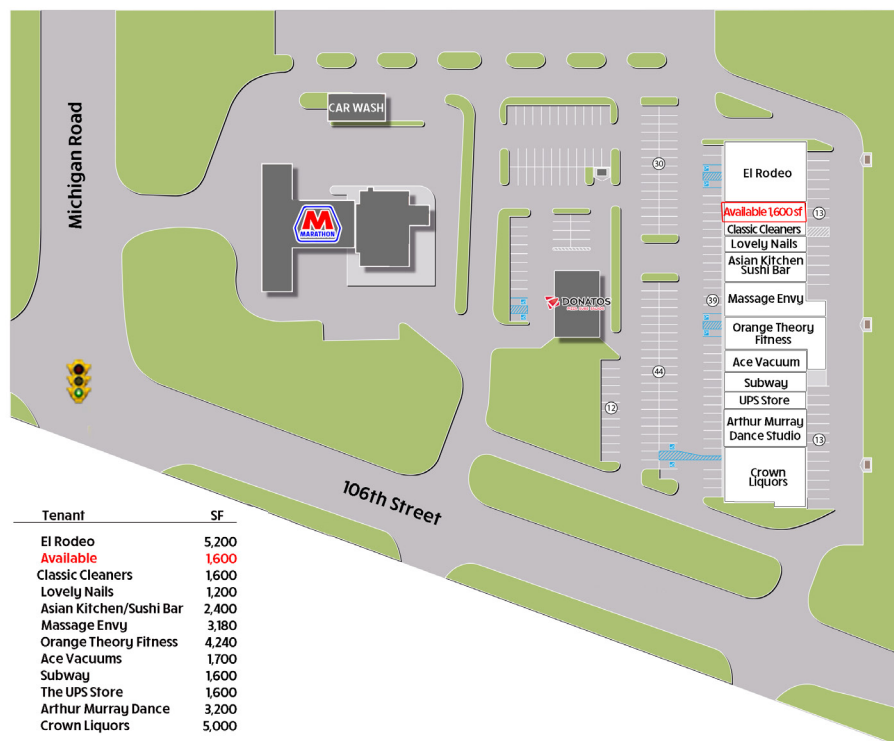 Michigan Road
CAR WASH
MARATHON
DONATOS
30
El Rodeo
13
Available 1,600 sf
Classic Cleaners
Lovely Nails
Asian Kitchen
Sushi Bar
Massage Envy
39
Orange Theory
Fitness
Ace Vacuum
44
Subway
UPS Store
12
Arthur Murray
Dance Studio
13
Crown
Liquors
106th Street
Tenant SF
El Rodeo 5,200
Available 1,600
Classic Cleaners 1,600
Lovely Nails 1,200
Asian Kitchen/Sushi Bar 2,400
Massage Envy 3,180
Orange Theory Fitness 4,240
Ace Vacuums 1,700
Subway 1,600
The UPS Store 1,600
Arthur Murray Dance 3,200
Crown Liquors 5,000